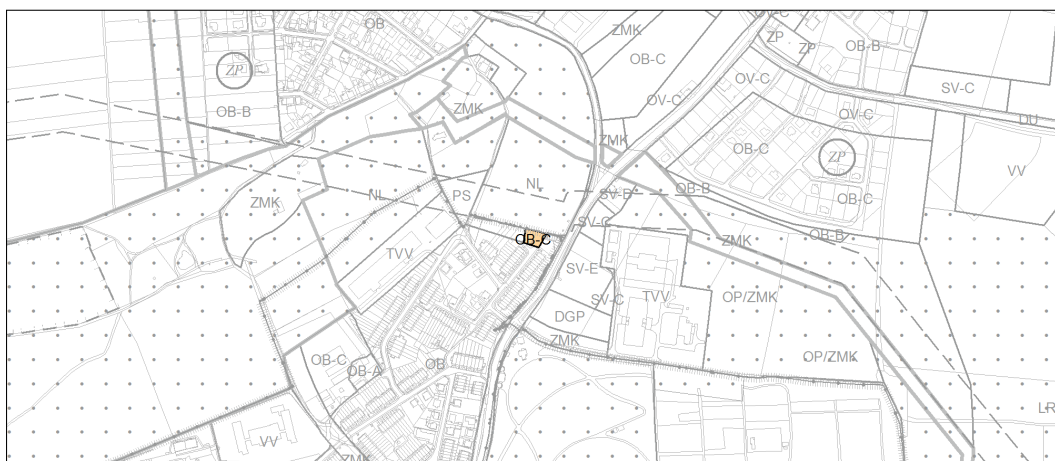 OB
ZMK
OB-C
OV-C
ZP
ZP
OB-B
SV-C
OV-C
ZP
OB-B
OV-C
DU
ZMK
ZMK
OB-C
ZP
VV
NL
PS
NL
ZMK
SV-B
OB-B
OB-C
SV-C
OB-C
OB-B
ZMK
TVV
SV-E
SV-C
TVV
OP/ZMK
DGP
ZMK
OB-C
OB-A
OB
OP/ZMK
LR
VV
ZMK